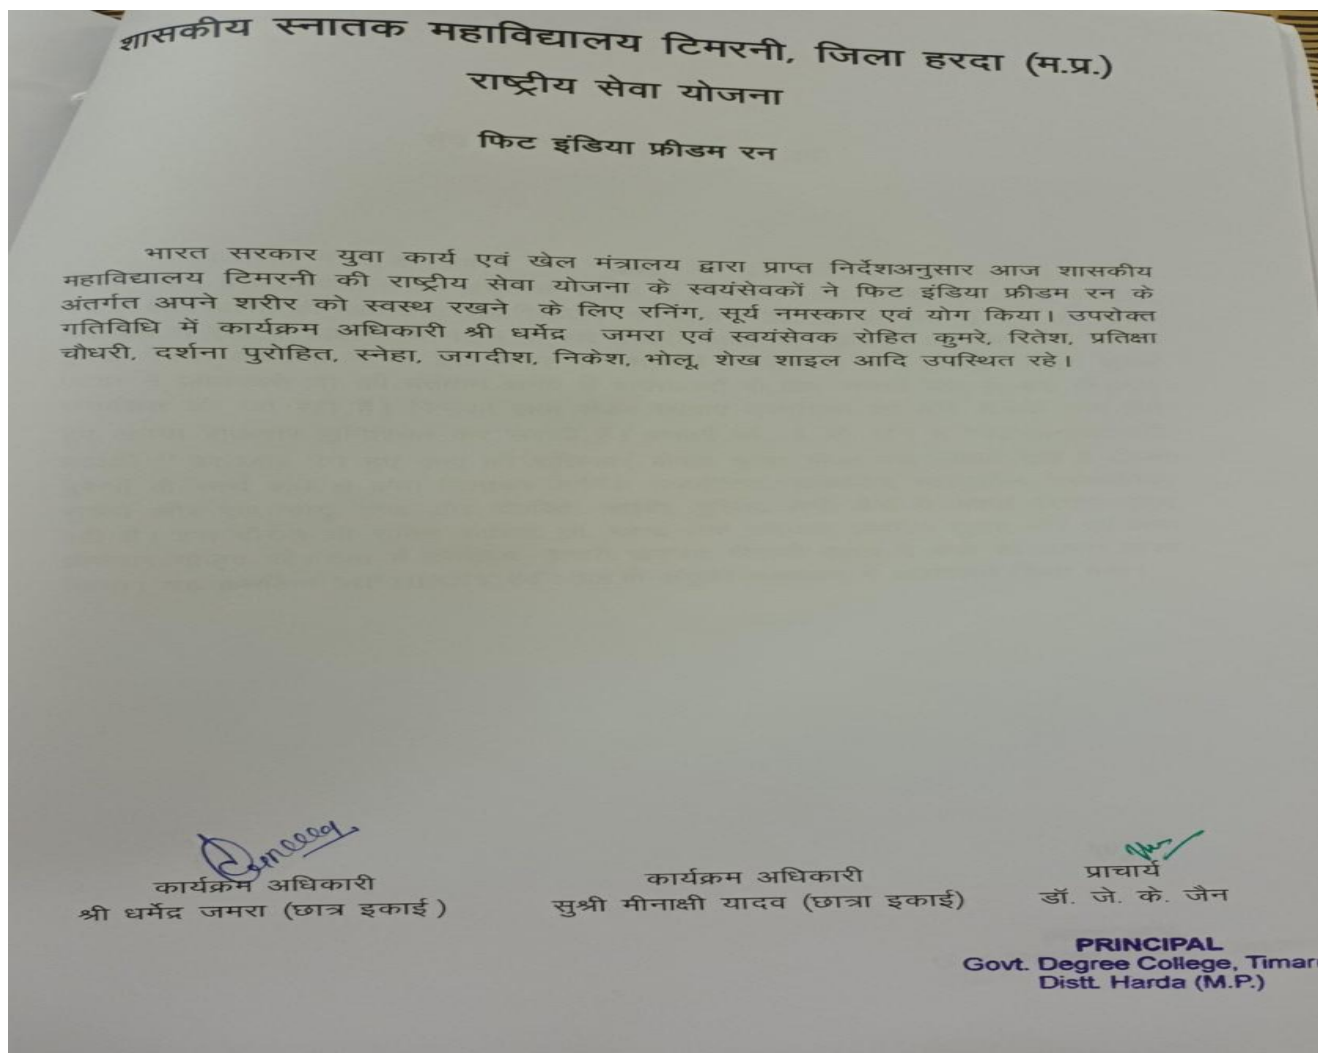 शासकीय स्नातक महाविद्यालय टिमरनी, जिला हरदा (म.प्र.)
राष्ट्रीय सेवा योजना
फिट इंडिया फ्रीडम रन
भारत सरकार युवा कार्य एवं खेल मंत्रालय द्वारा प्राप्त निर्देशअनुसार आज शासकीय
महाविद्यालय टिमरनी की राष्ट्रीय सेवा योजना के स्वयंसेवकों ने फिट इंडिया फ्रीडम रन के
अंतर्गत अपने शरीर को स्वस्थ रखने के लिए रनिंग, सूर्य नमस्कार एवं योग किया। उपरोक्त
गतिविधि में कार्यक्रम अधिकारी श्री धर्मेद्र जमरा एवं स्वयंसेवक रोहित कुमरे, रितेश, प्रतिक्षा
चौधरी, दर्शना पुरोहित, स्नेहा, जगदीश, निकेश, भोलू, शेख शाइल आदि उपस्थित रहे।
कार्यक्रम अधिकारी
श्री धर्मेद्र जमरा (छात्र इकाई )
कार्यक्रम अधिकारी
सुश्री मीनाक्षी यादव (छात्रा इकाई)
प्राचार्य
डॉ. जे. के. जैन
PRINCIPAL
Govt. Degree College, Timar
Distt. Harda (M.P.)